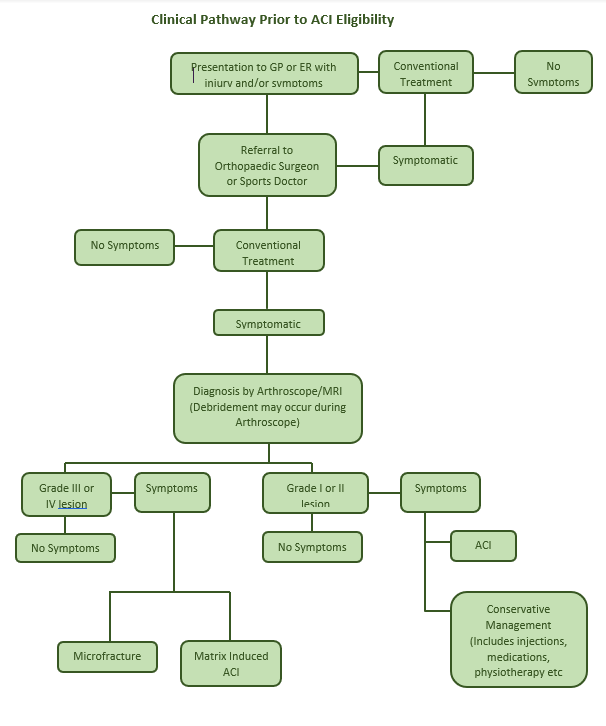 Clinical Pathway Prior to ACI Eligibility
Presentation to GP or ER with
injury and/or symptoms
Conventional
Treatment
No
Symptoms
Referral to
Orthopaedic Surgeon
or Sports Doctor
Symptomatic
No Symptoms
Conventional
Treatment
Symptomatic
Diagnosis by Arthroscope/MRI
(Debridement may occur during
Arthroscope)
Grade III or
IV lesion
Symptoms
Grade I or II
lesion
Symptoms
No Symptoms
No Symptoms
ACI
Conservative
Management
(Includes injections,
medications,
physiotherapy etc
Microfracture
Matrix Induced
ACI